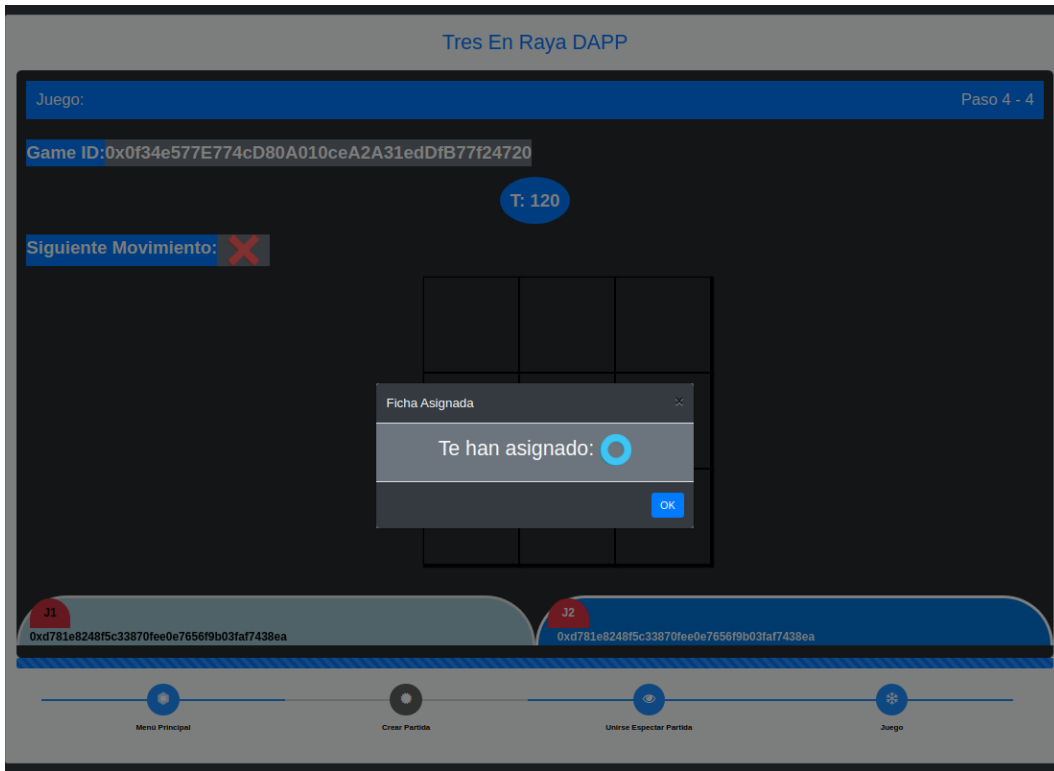 Tres En Raya DAPP
Juego: Paso 4 - 4
Game ID:0x0f34e577E774cD80A010ceA2A31edDfB77f24720
T: 120
Siguiente Movimiento:
Ficha Asignada ×
Te han asignado:
OK
J1
0xd781e8248f5c33870fee0e7656f9b03faf7438ea
J2
0xd781e8248f5c33870fee0e7656f9b03faf7438ea
Menú Principal
Crear Partida
Unirse Espectar Partida
Juego